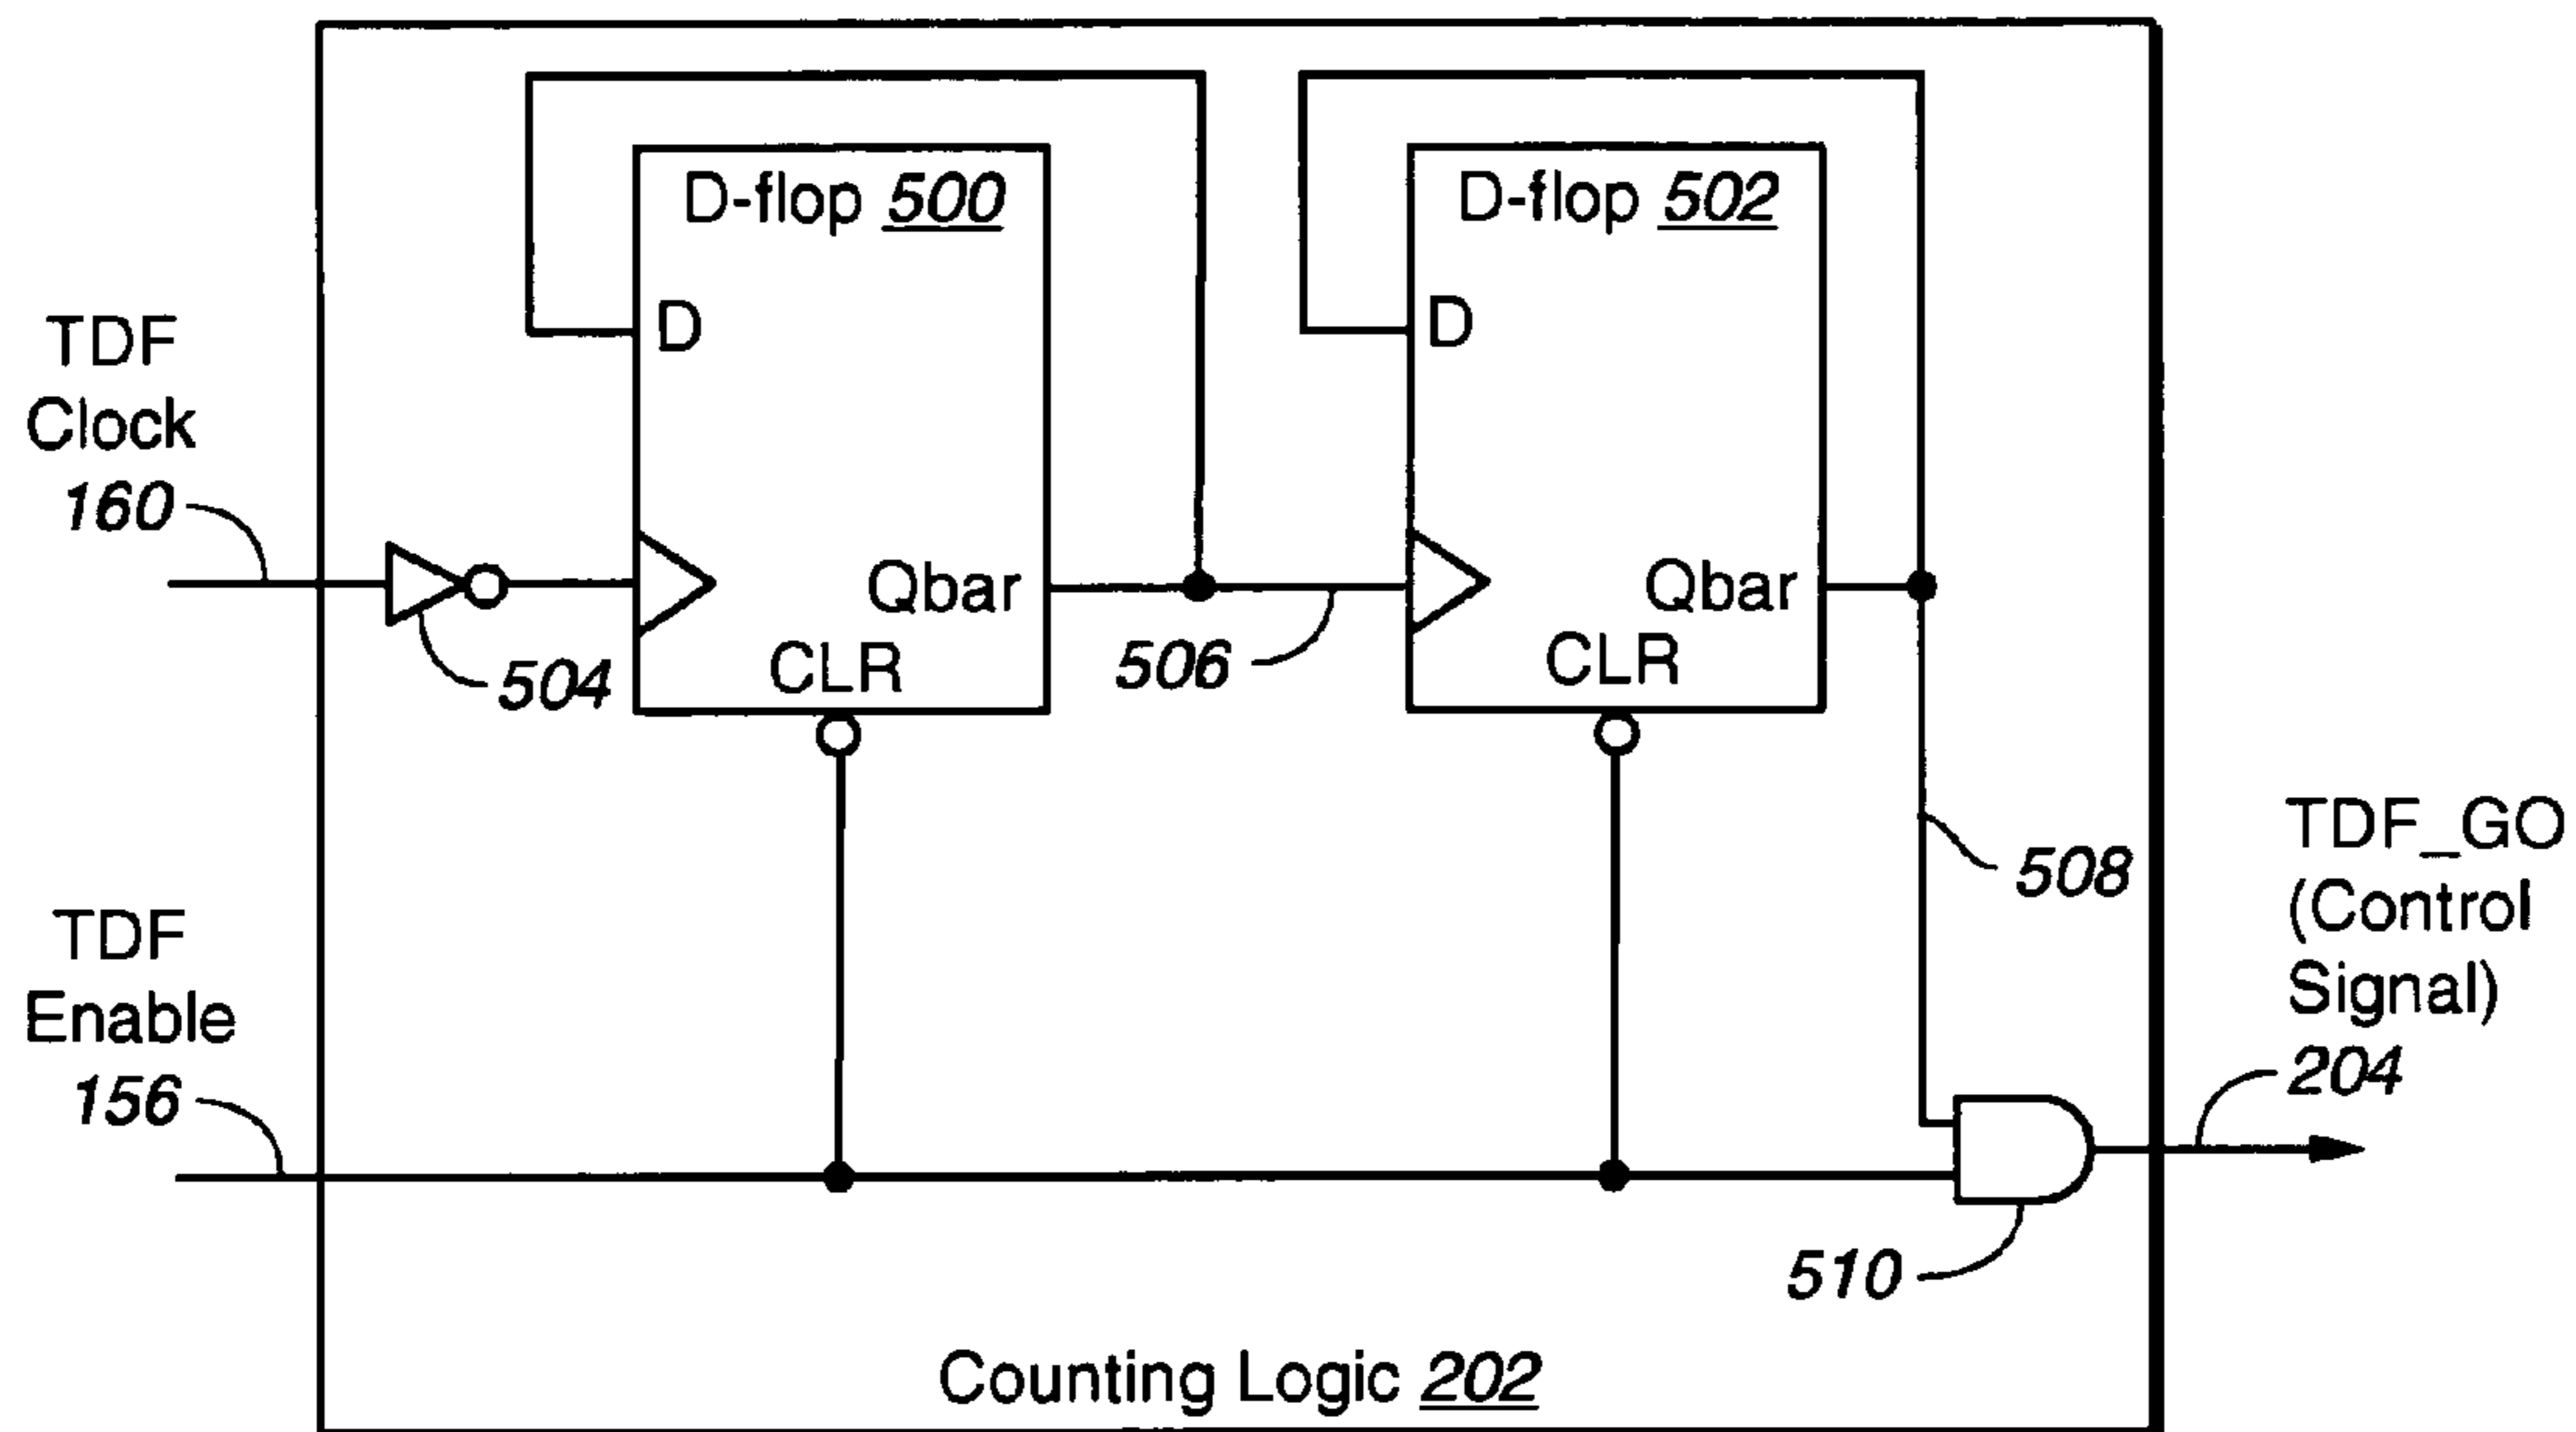 D-flop 500
D-flop 502
D
D
TDF
Clock
160
Qbar
Qbar
504
CLR
506
CLR
508
TDF_GO
(Control
Signal)
204
TDF
Enable
156
510
Counting Logic 202